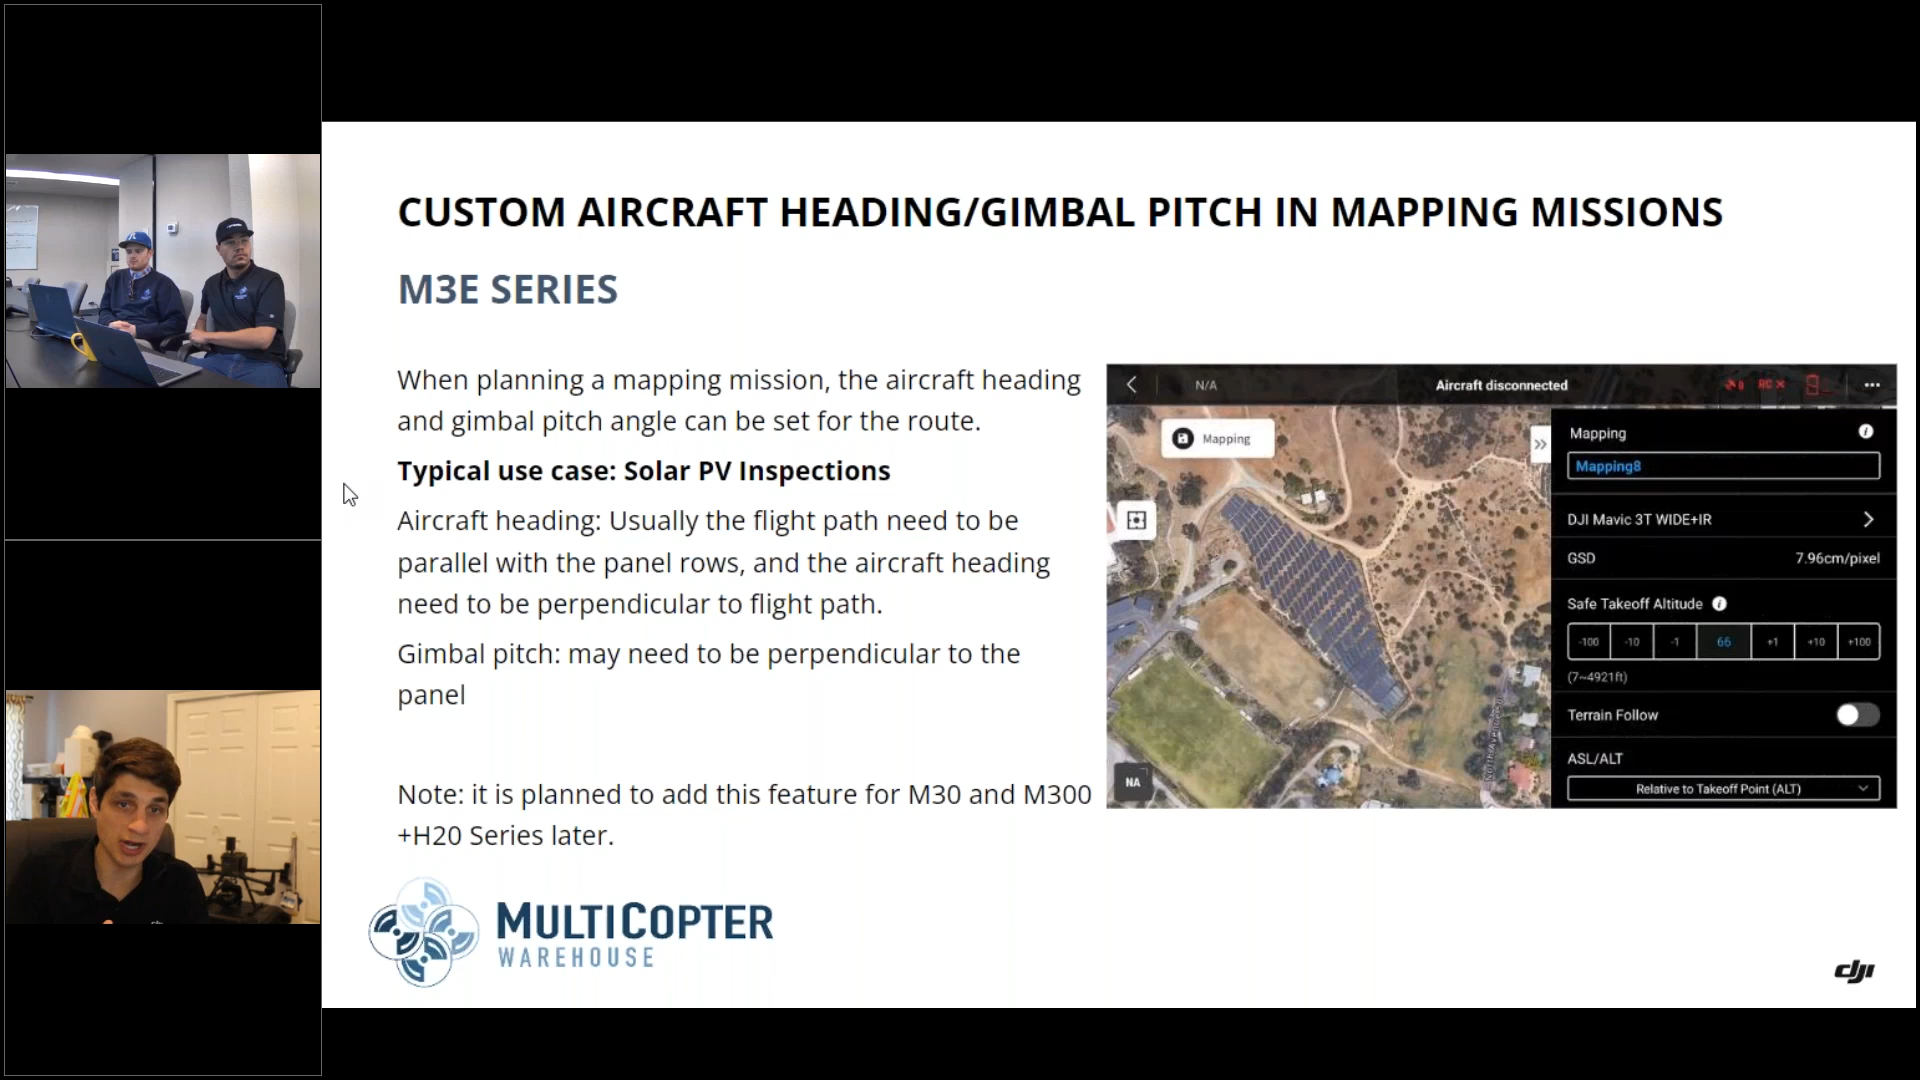 CUSTOM AIRCRAFT HEADING/GIMBAL PITCH IN MAPPING MISSIONS
M3E SERIES
When planning a mapping mission, the aircraft heading
and gimbal pitch angle can be set for the route.
Typical use case: Solar PV Inspections
Aircraft heading: Usually the flight path need to be
parallel with the panel rows, and the aircraft heading
need to be perpendicular to flight path.
Gimbal pitch: may need to be perpendicular to the
panel
Note: it is planned to add this feature for M30 and M300
+H20 Series later.
MULTICOPTER
WAREHOUSE
N/A
Aircraft disconnected
RC X
Mapping
NA
Mapping
Mapping8
DJI Mavic 3T WIDE+IR
GSD 7.96cm/pixel
Safe Takeoff Altitude
-100 -10 -1 66 +1 +10 +100
(7~4921ft)
Terrain Follow
ASL/ALT
Relative to Takeoff Point (ALT)
dji